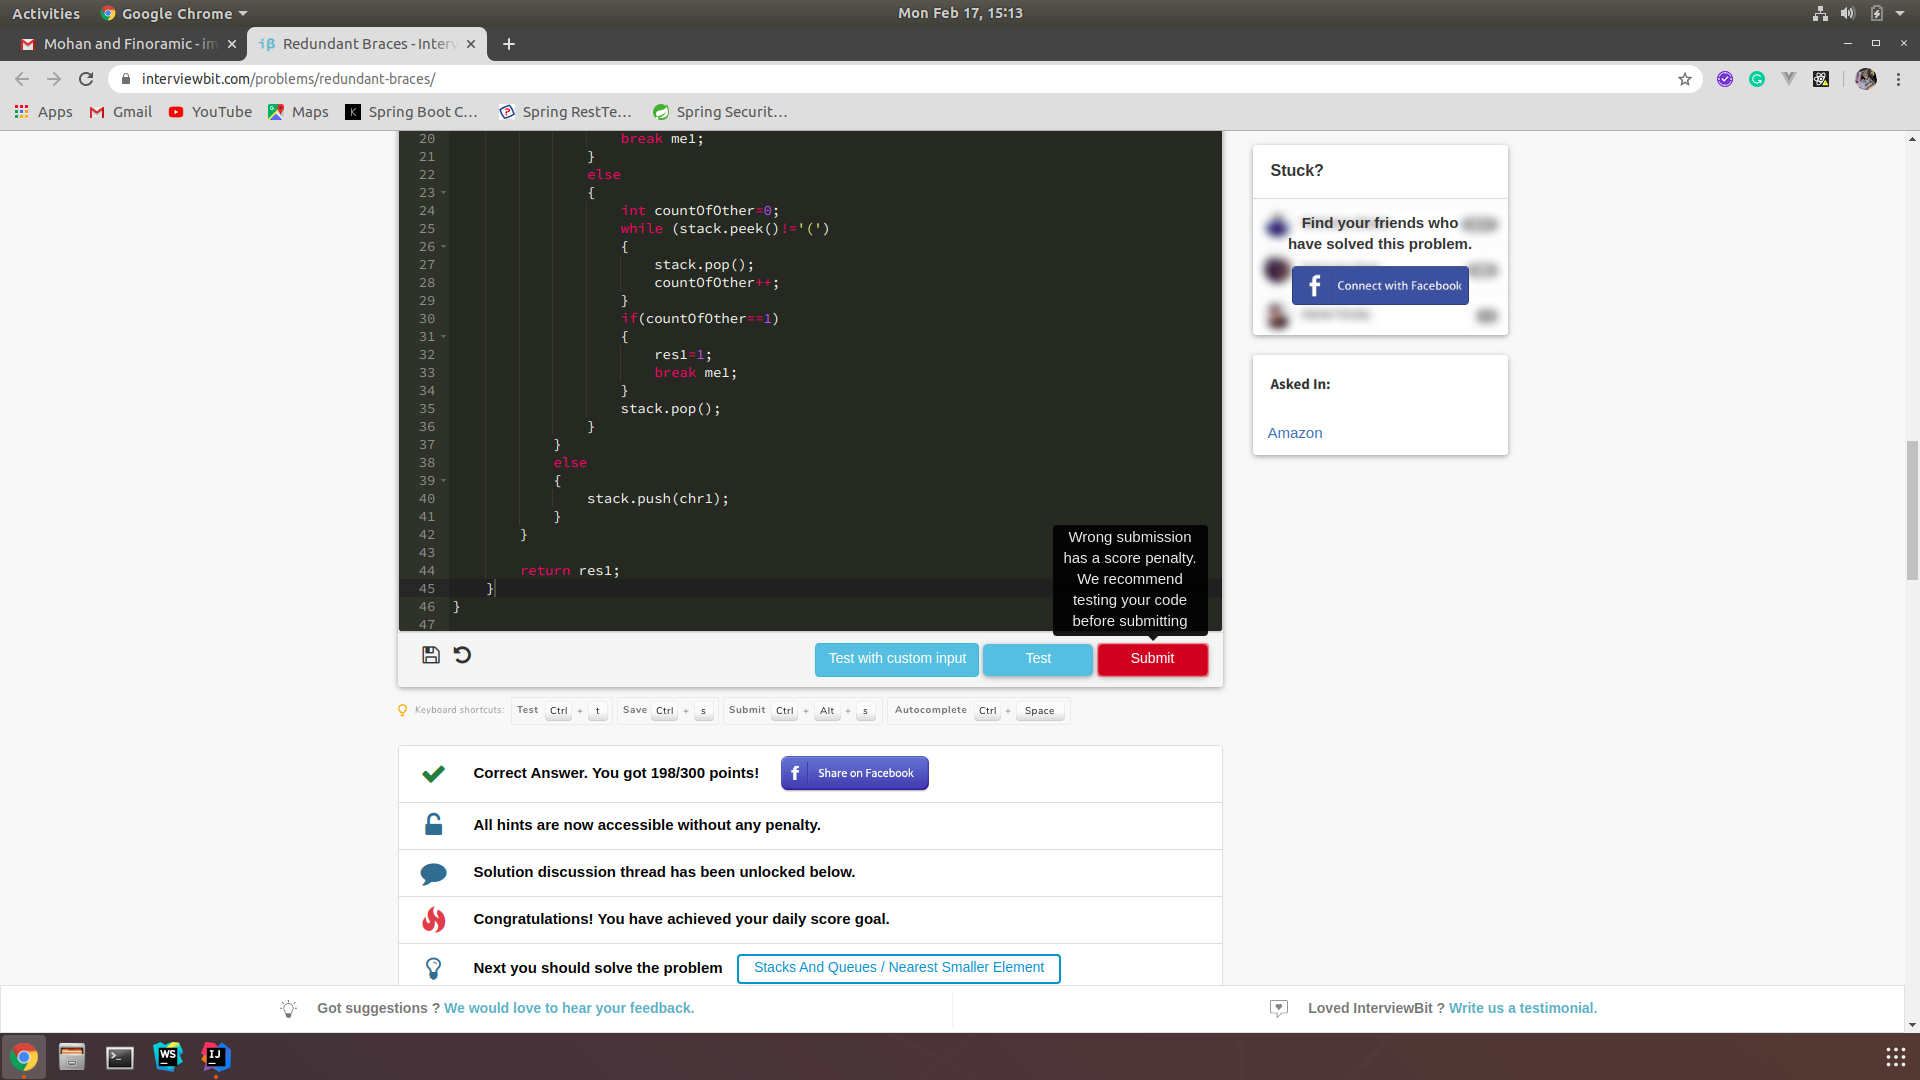 Activities
Google Chrome
Mon Feb 17, 15:13
Mohan and Finoramic - im
Redundant Braces - Interv
interviewbit.com/problems/redundant-braces/
Apps
Gmail
YouTube
Maps
Spring Boot C...
Spring RestTe...
Spring Securit...
20 break me1;
21 }
22 else
23 {
24 int countOfOther=0;
25 while (stack.peek()!='(')
26 {
27 stack.pop();
28 countOfOther++;
29 }
30 if(countOfOther==1)
31 {
32 res1=1;
33 break me1;
34 }
35 stack.pop();
36 }
37 }
38 else
39 {
40 stack.push(chr1);
41 }
42 }
43
44 return res1;
45 }
46 }
47
Wrong submission
has a score penalty.
We recommend
testing your code
before submitting
Test with custom input
Test
Submit
Keyboard shortcuts: Test Ctrl + t Save Ctrl + s Submit Ctrl + Alt + s Autocomplete Ctrl + Space
Correct Answer. You got 198/300 points!
f Share on Facebook
All hints are now accessible without any penalty.
Solution discussion thread has been unlocked below.
Congratulations! You have achieved your daily score goal.
Next you should solve the problem
Stacks And Queues / Nearest Smaller Element
Stuck?
Find your friends who
have solved this problem.
f Connect with Facebook
Asked In:
Amazon
Got suggestions ? We would love to hear your feedback.
Loved InterviewBit ? Write us a testimonial.
WS
IJ